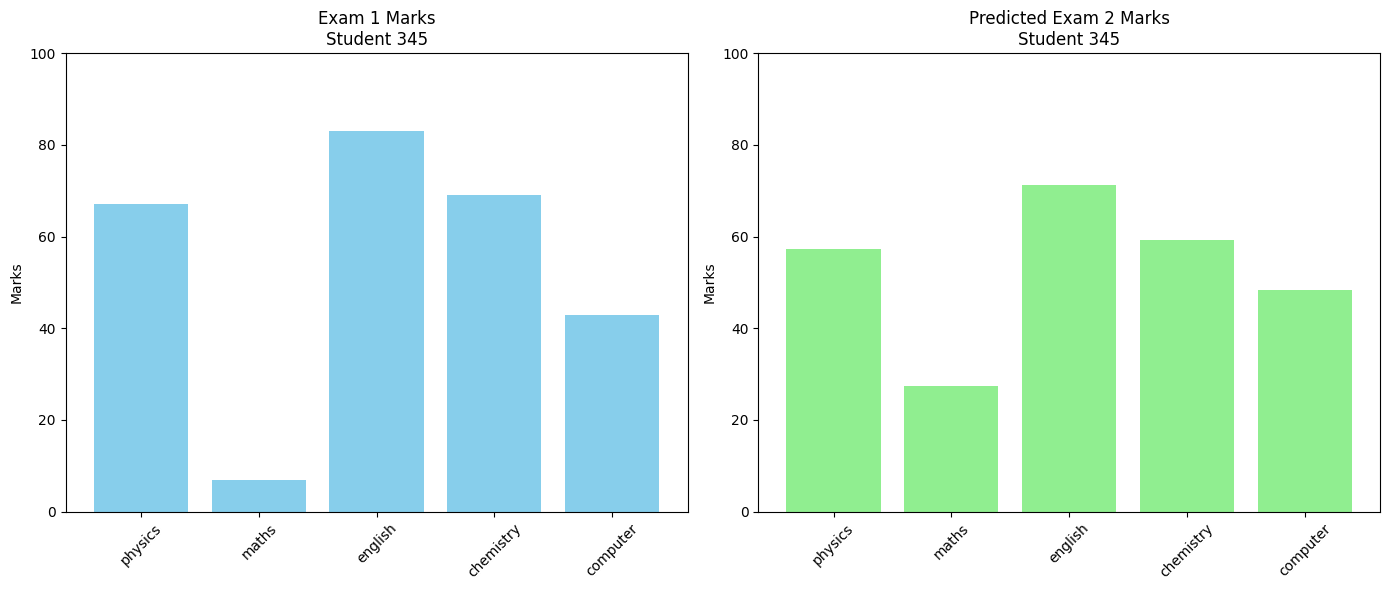 Exam 1 Marks
Student 345
Marks
100
80
60
40
20
0
physics
maths
english
chemistry
computer
Predicted Exam 2 Marks
Student 345
Marks
100
80
60
40
20
0
physics
maths
english
chemistry
computer